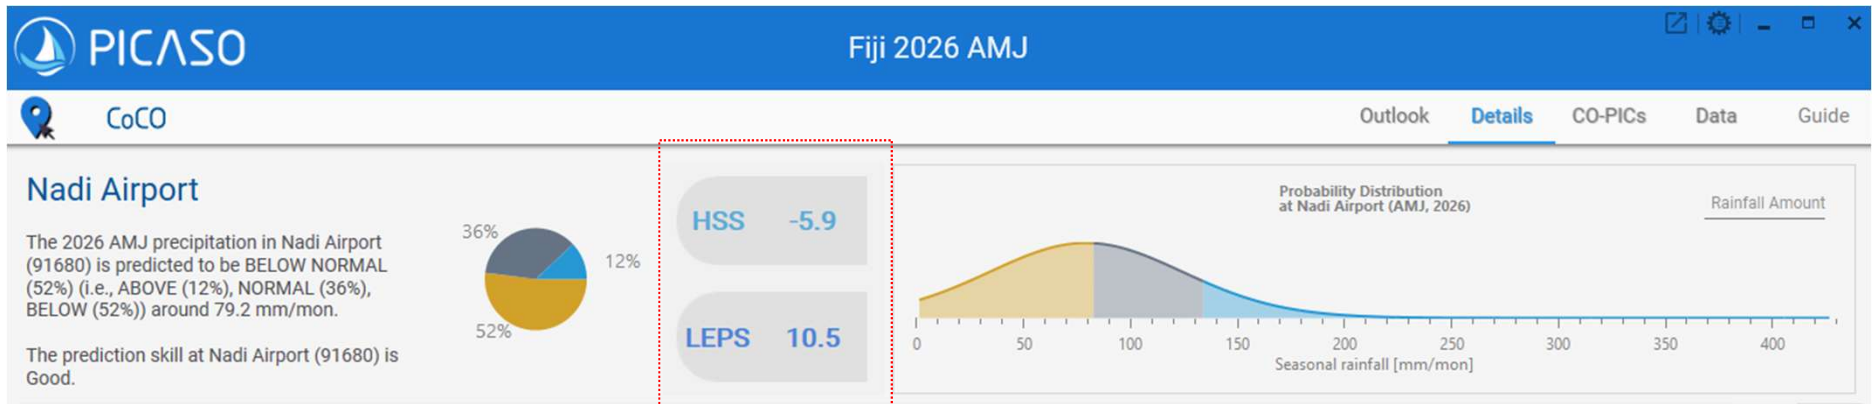 PICASO
Fiji 2026 AMJ
CoCO
Outlook
Details
CO-PICs
Data
Guide
Nadi Airport
The 2026 AMJ precipitation in Nadi Airport
(91680) is predicted to be BELOW NORMAL
(52%) (i.e., ABOVE (12%), NORMAL (36%),
BELOW (52%)) around 79.2 mm/mon.
The prediction skill at Nadi Airport (91680) is
Good.
36%
12%
52%
HSS -5.9
LEPS 10.5
Probability Distribution
at Nadi Airport (AMJ, 2026)
Rainfall Amount
0 50 100 150 200 250 300 350 400
Seasonal rainfall [mm/mon]